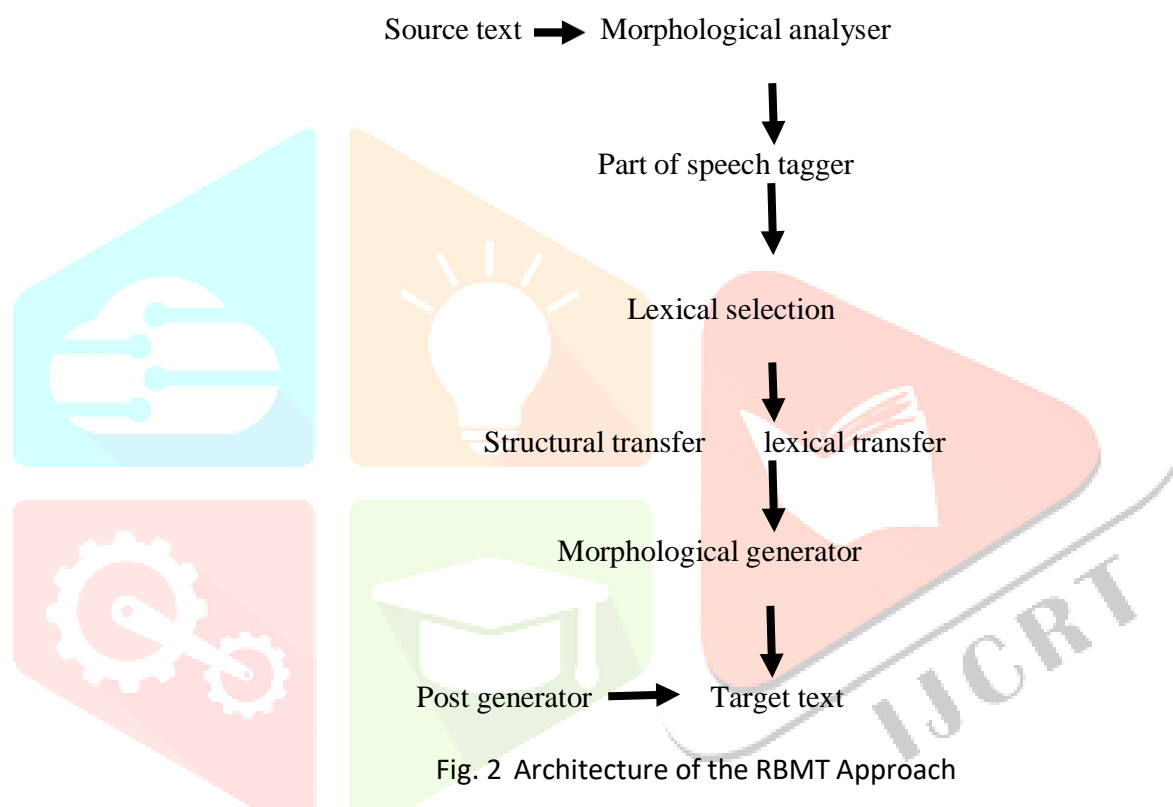 Source text Morphological analyser
Part of speech tagger
Lexical selection
Structural transfer lexical transfer
Morphological generator
Post generator Target text
IJCRT
Fig. 2 Architecture of the RBMT Approach